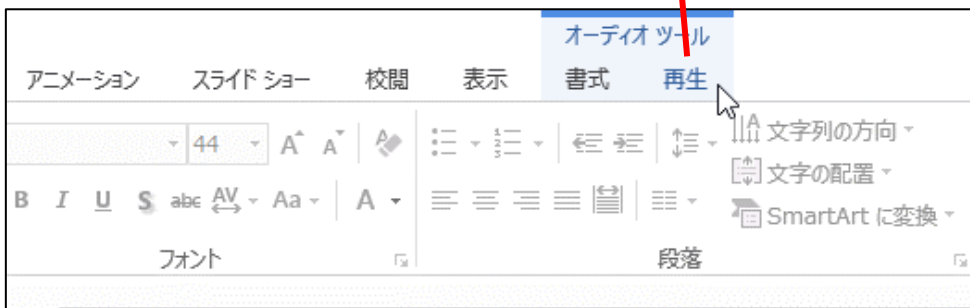 オーディオ ツール
アニメーション スライド ショー 校閲 表示 書式 再生
44 A A 文字列の方向
文字の配置
B I U S abc AV Aa A SmartArt に変換
フォント 段落